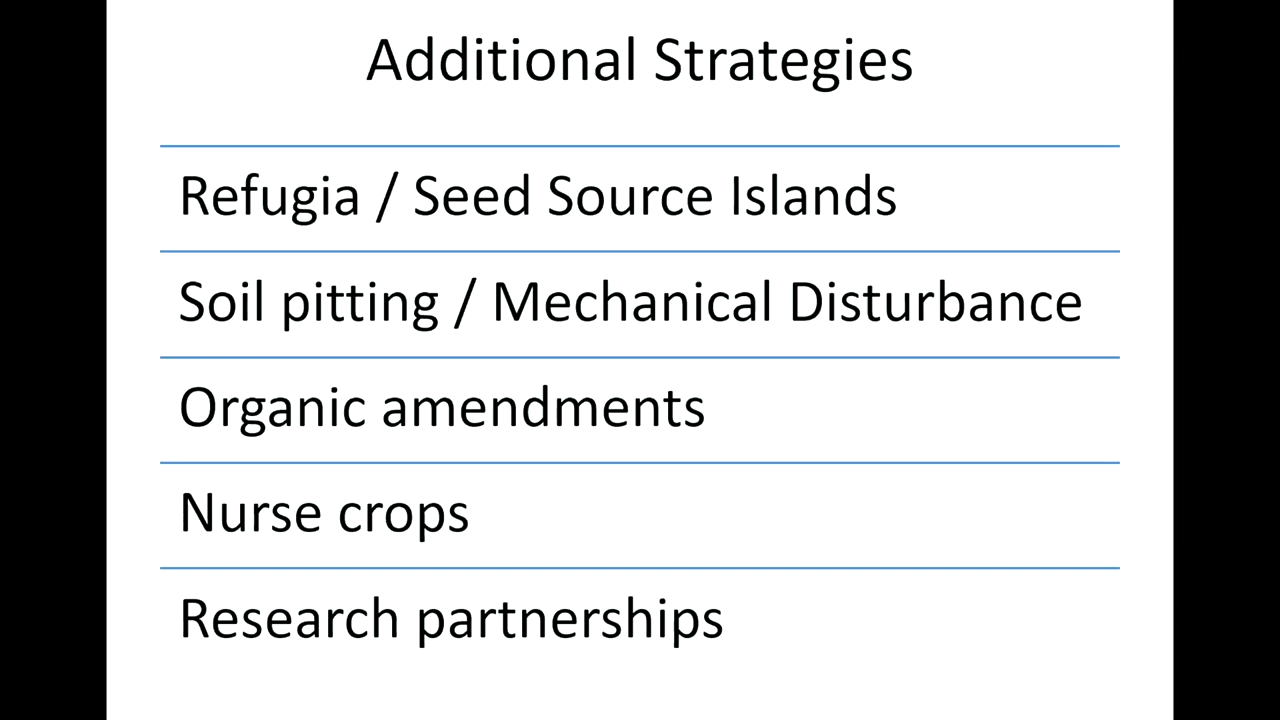 Additional Strategies
Refugia / Seed Source Islands
Soil pitting / Mechanical Disturbance
Organic amendments
Nurse crops
Research partnerships